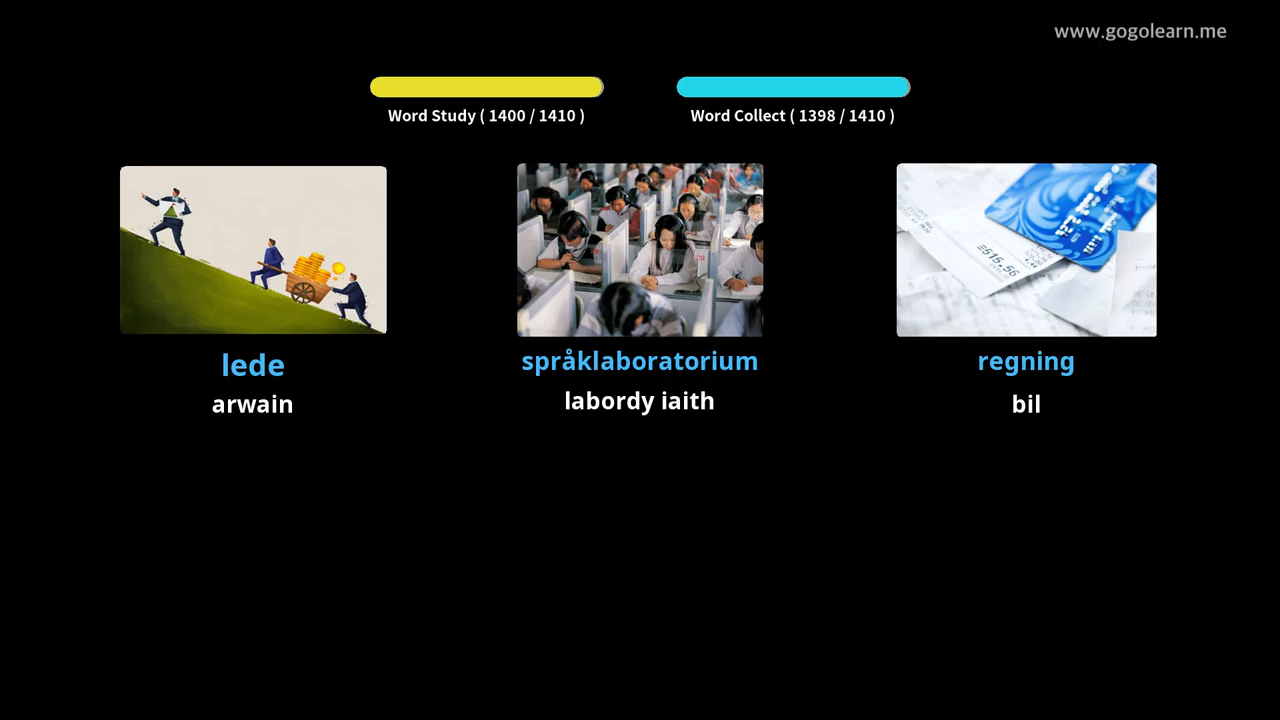 www.gogolearn.me
Word Study ( 1400 / 1410 )
Word Collect ( 1398 / 1410 )
lede
språklaboratorium
regning
arwain
labordy iaith
bil